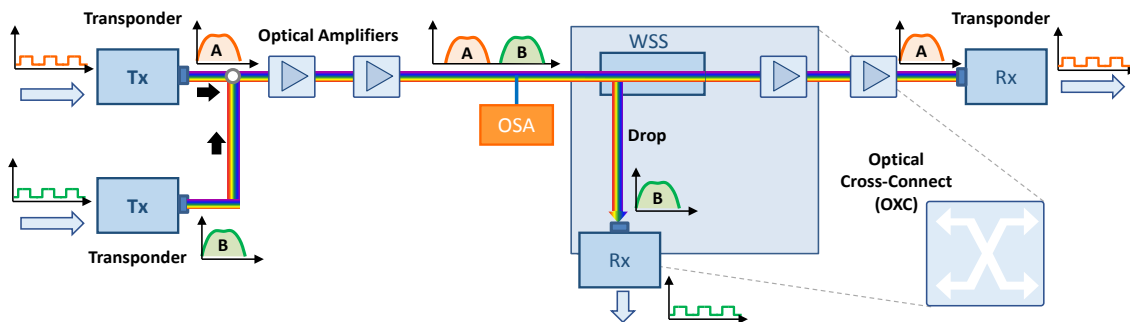 Transponder
A
Optical Amplifiers
A
B
WSS
A
Transponder
Tx
Rx
OSA
Drop
Tx
B
Optical
Cross-Connect
(OXC)
Transponder
B
Rx